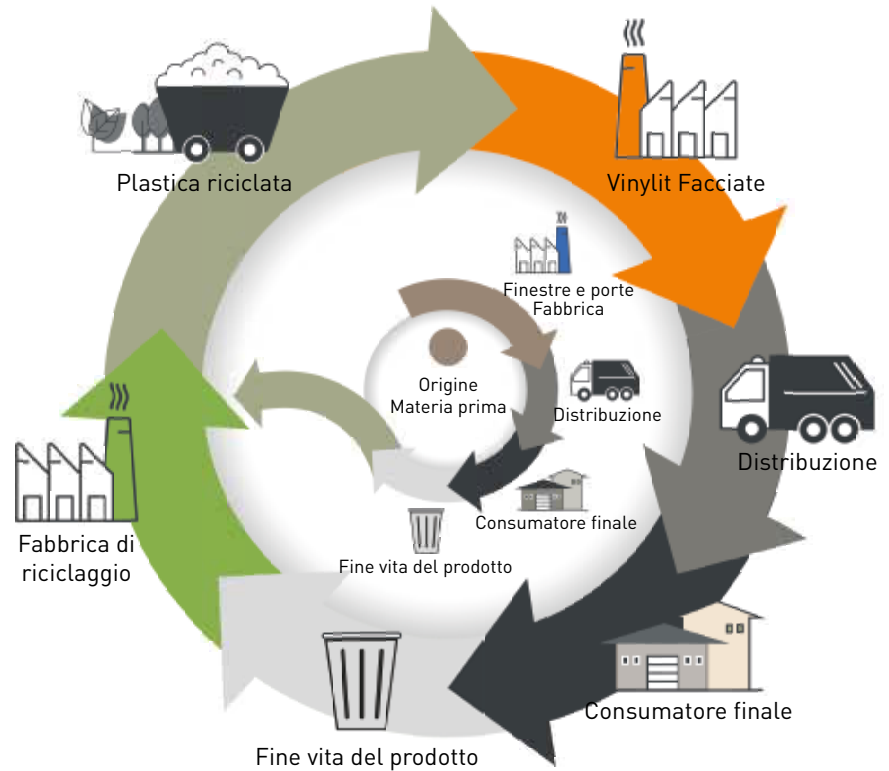 Plastica riciclata
Vinylit Facciate
Finestre e porte
Fabbrica
Origine
Materia prima
Distribuzione
Distribuzione
Consumatore finale
Fabbrica di
riciclaggio
Fine vita del prodotto
Consumatore finale
Fine vita del prodotto